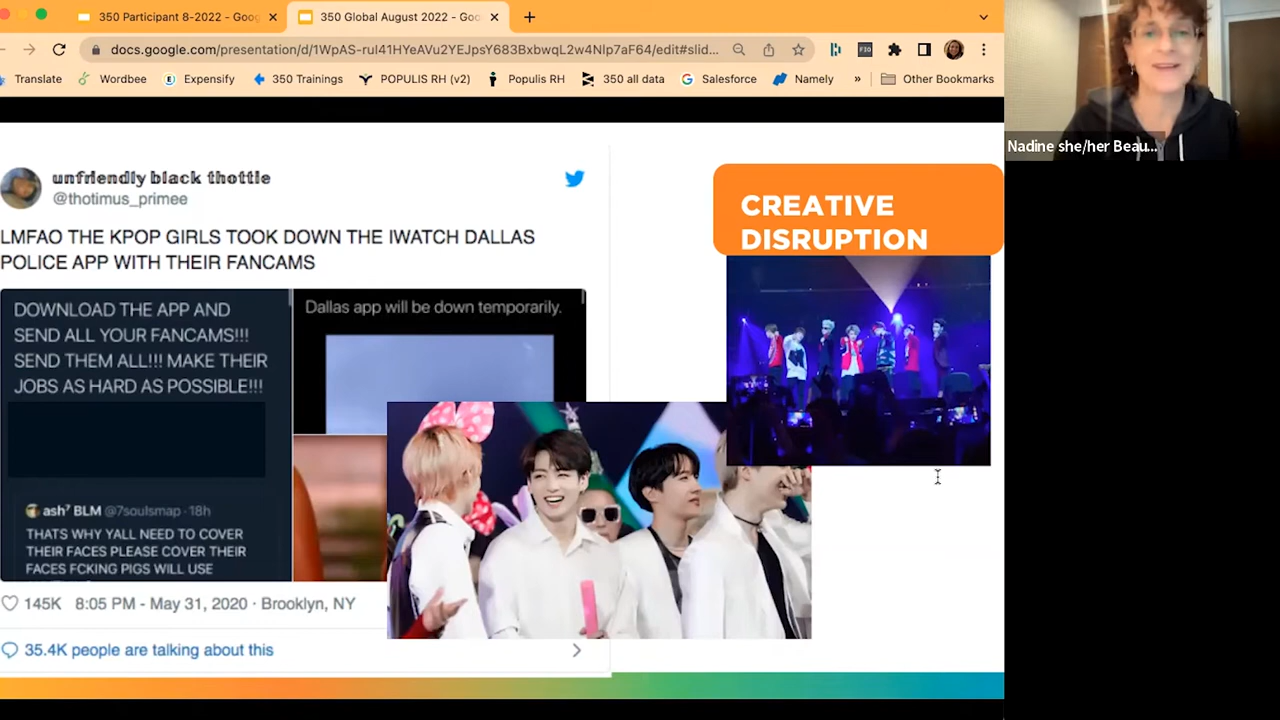 350 Participant 8-2022 - Goog
350 Global August 2022 - Goo
docs.google.com/presentation/d/1WpAS-rul41HYeAVu2YEJpsY683BxbwqL2w4Nlp7aF64/edit#slid...
Translate
Wordbee
Expensify
350 Trainings
POPULIS RH (v2)
Populis RH
350 all data
Salesforce
Namely
»
Other Bookmarks
Nadine she/her Beau...
unfriendly black thottie
@thotimus_primee
LMFAO THE KPOP GIRLS TOOK DOWN THE IWATCH DALLAS
POLICE APP WITH THEIR FANCAMS
DOWNLOAD THE APP AND
SEND ALL YOUR FANCAMS!!!
SEND THEM ALL!!! MAKE THEIR
JOBS AS HARD AS POSSIBLE!!!
ash⁷ BLM @7soulsmap · 18h
THATS WHY YALL NEED TO COVER
THEIR FACES PLEASE COVER THEIR
FACES FCKING PIGS WILL USE
Dallas app will be down temporarily.
145K 8:05 PM - May 31, 2020 · Brooklyn, NY
35.4K people are talking about this
CREATIVE
DISRUPTION